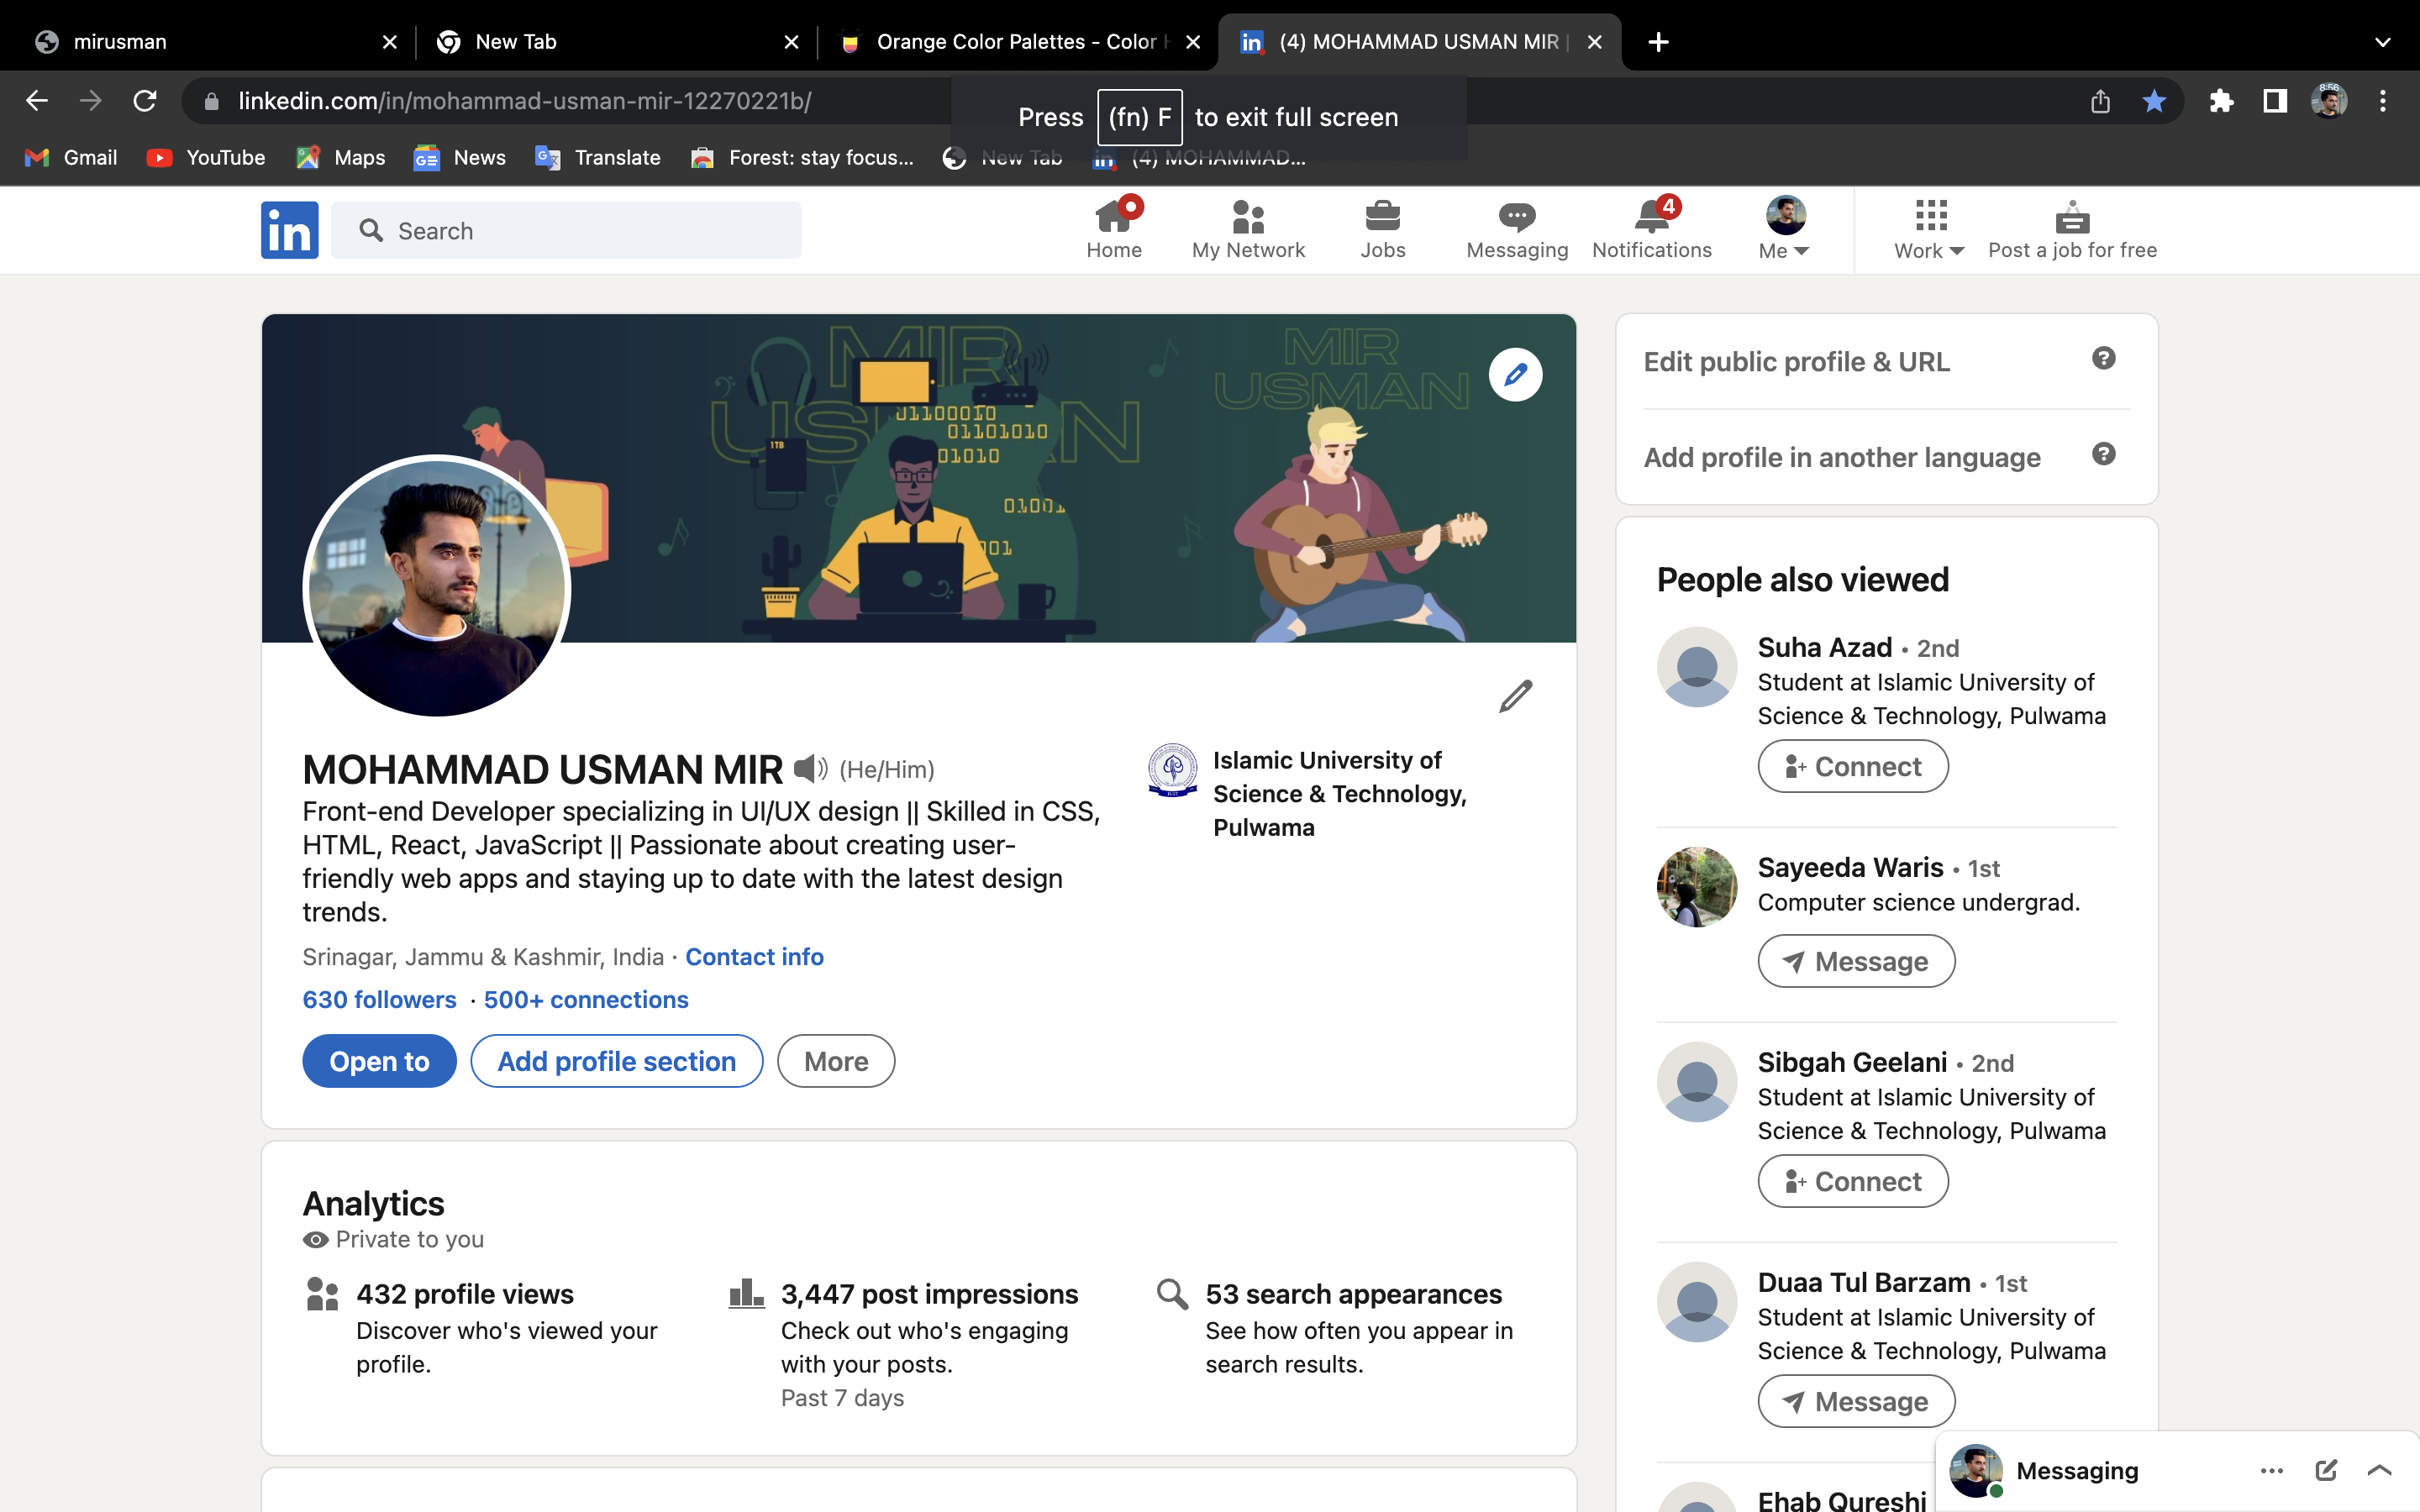 mirusman
New Tab
Orange Color Palettes - Color
(4) MOHAMMAD USMAN MIR |
linkedin.com/in/mohammad-usman-mir-12270221b/
Press (fn) F to exit full screen
8:56
Gmail
YouTube
Maps
News
Translate
Forest: stay focus...
New Tab
(4) MOHAMMAD...
in
Search
Home
My Network
Jobs
Messaging
4
Notifications
Me
Work
Post a job for free
MIR
USMAN
MIR
USMAN
1TB
01100010
01101010
01010
01001
001
Edit public profile & URL
Add profile in another language
MOHAMMAD USMAN MIR (He/Him)
Front-end Developer specializing in UI/UX design || Skilled in CSS,
HTML, React, JavaScript || Passionate about creating user-
friendly web apps and staying up to date with the latest design
trends.
Srinagar, Jammu & Kashmir, India · Contact info
630 followers · 500+ connections
Open to
Add profile section
More
Islamic University of
Science & Technology,
Pulwama
Analytics
Private to you
432 profile views
Discover who's viewed your
profile.
3,447 post impressions
Check out who's engaging
with your posts.
Past 7 days
53 search appearances
See how often you appear in
search results.
People also viewed
Suha Azad • 2nd
Student at Islamic University of
Science & Technology, Pulwama
Connect
Sayeeda Waris • 1st
Computer science undergrad.
Message
Sibgah Geelani • 2nd
Student at Islamic University of
Science & Technology, Pulwama
Connect
Duaa Tul Barzam • 1st
Student at Islamic University of
Science & Technology, Pulwama
Message
Ehab Qureshi
Messaging